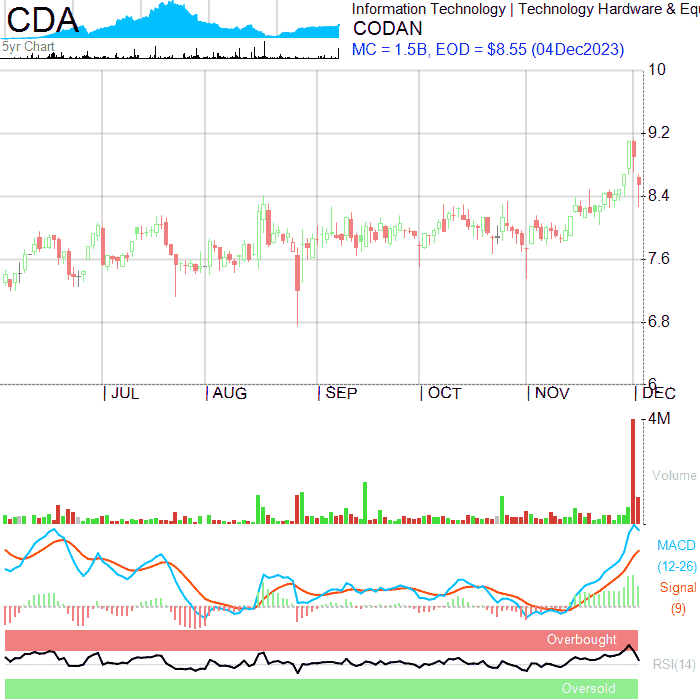 CDA
5yr Chart
Information Technology | Technology Hardware & Equ
CODAN
MC = 1.5B, EOD = $8.55 (04Dec2023)
10
9.2
8.4
7.6
6.8
6
JUL
AUG
SEP
OCT
NOV
DEC
4M
Volume
MACD
(12-26)
Signal
(9)
Overbought
RSI(14)
Oversold